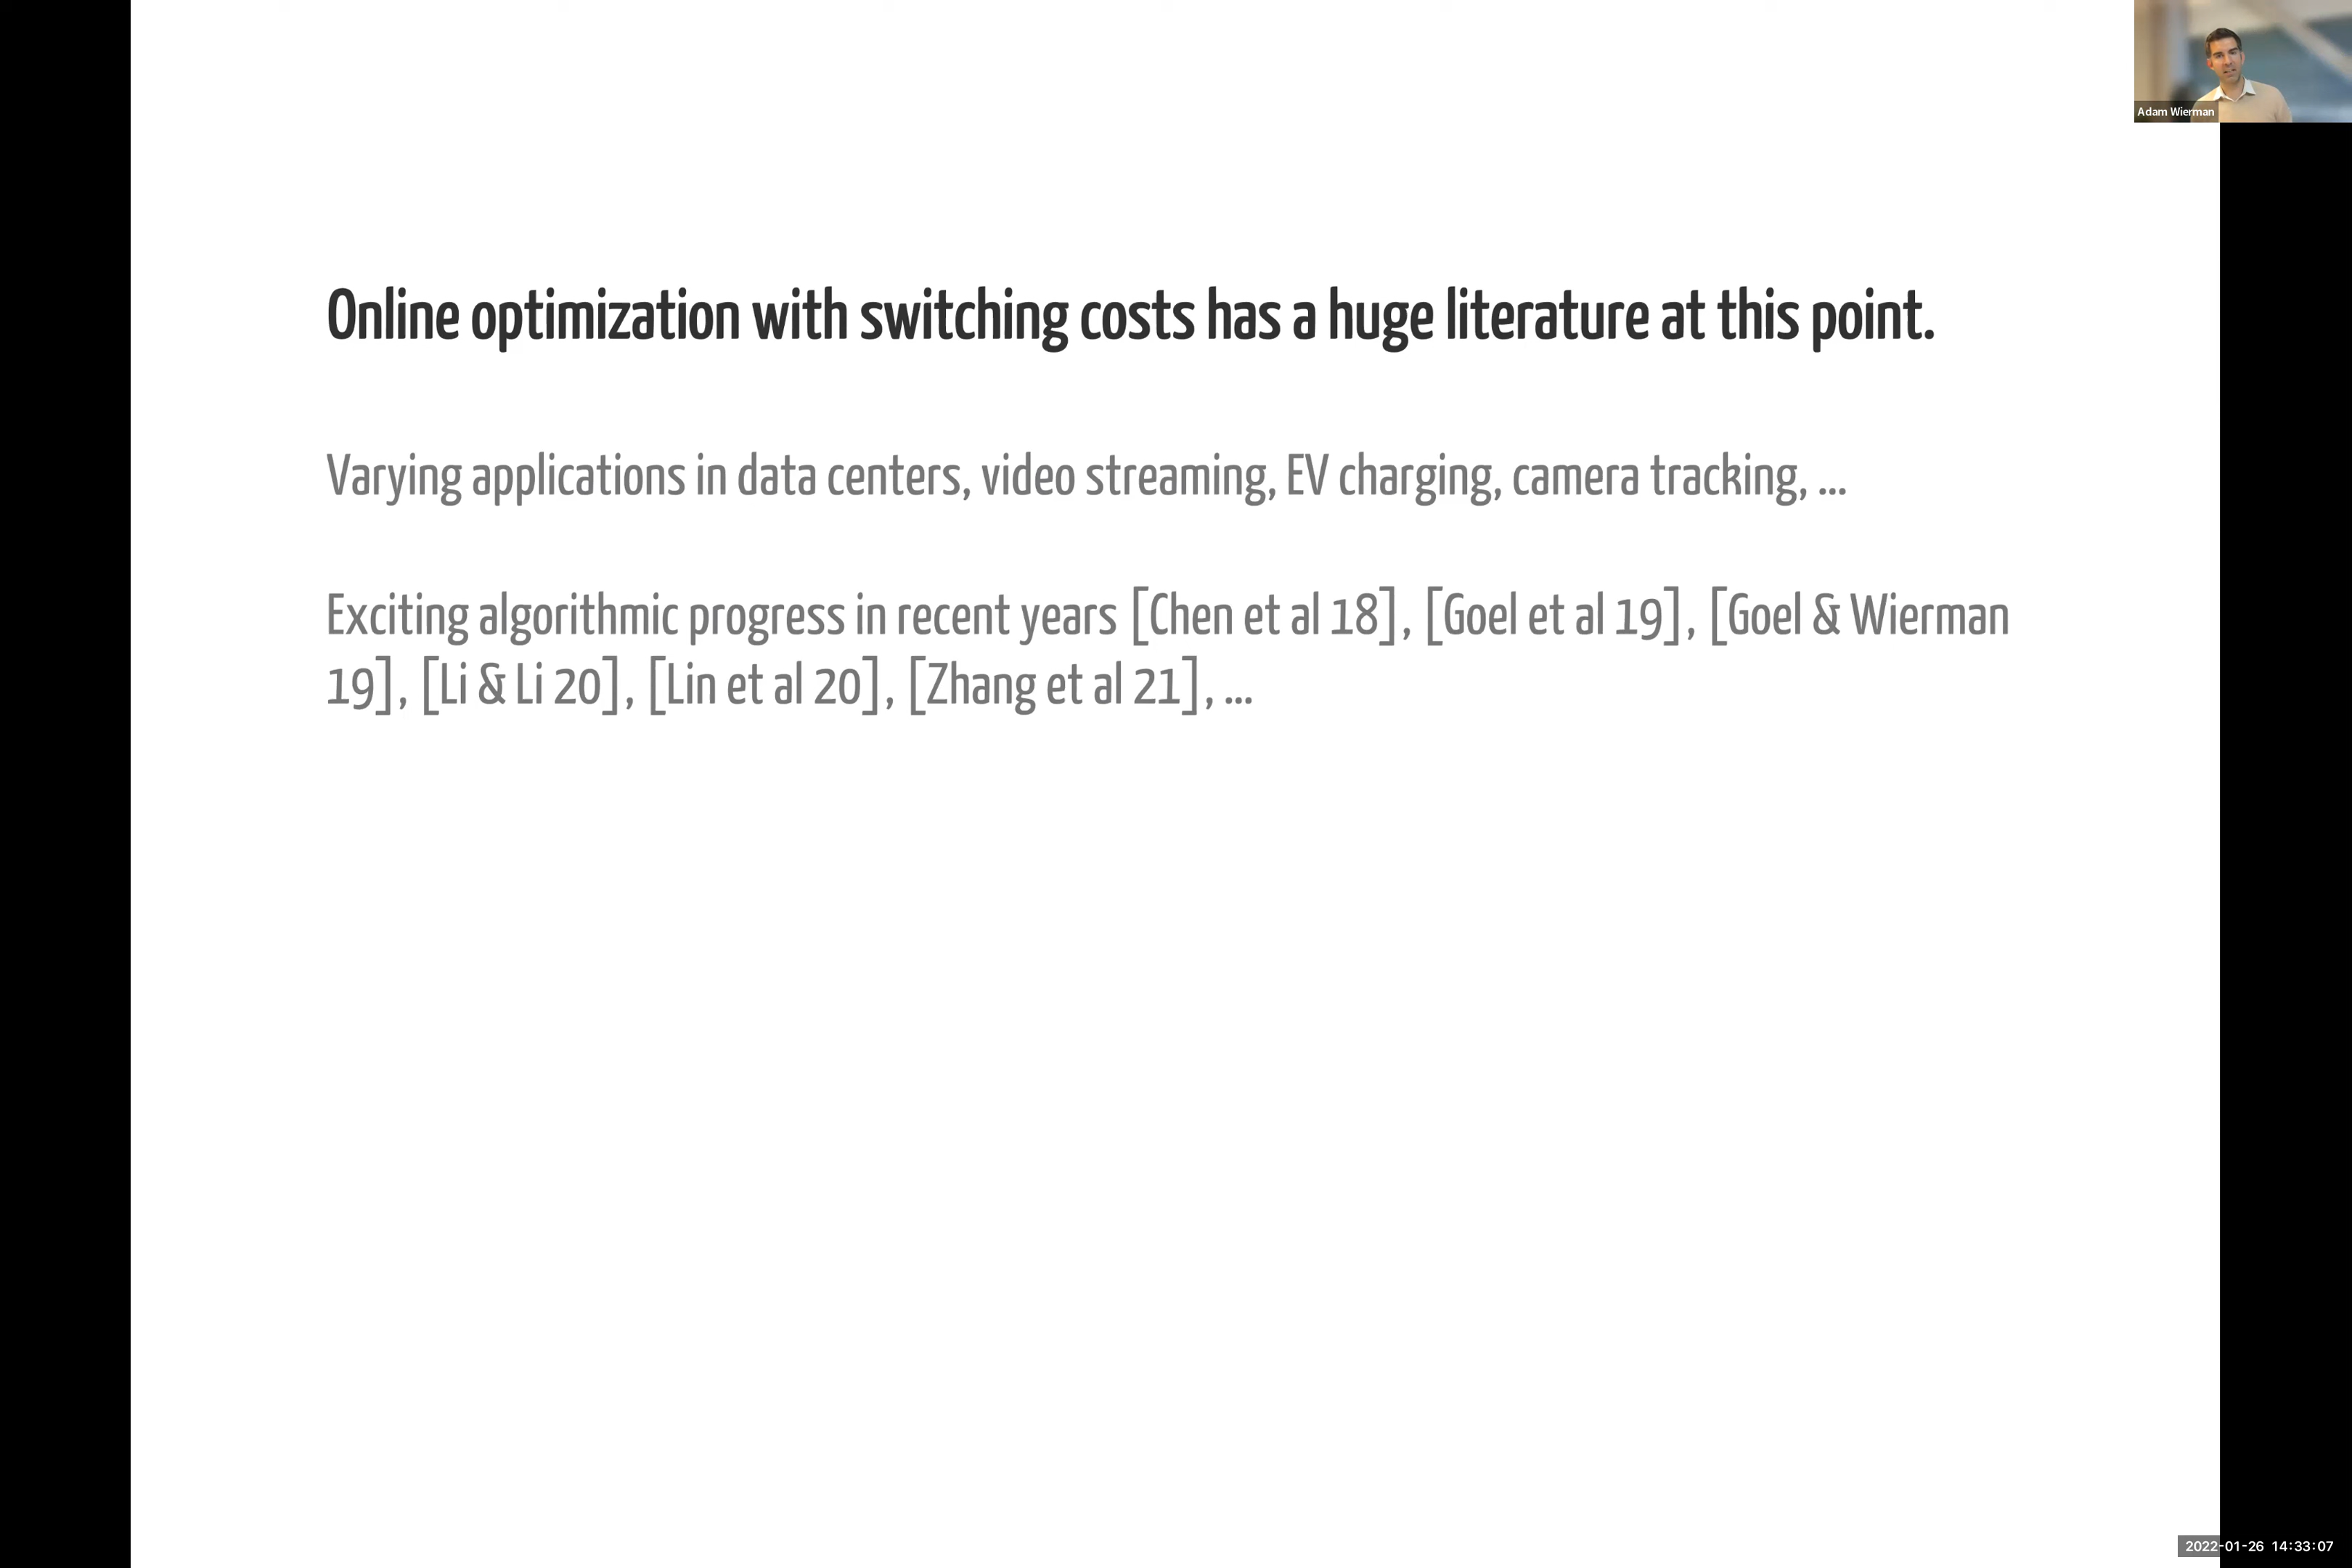 Adam Wierman
Online optimization with switching costs has a huge literature at this point.
Varying applications in data centers, video streaming, EV charging, camera tracking, ...
Exciting algorithmic progress in recent years [Chen et al 18], [Goel et al 19], [Goel & Wierman
19], [Li & Li 20], [Lin et al 20], [Zhang et al 21], ...
2022-01-26 14:33:07